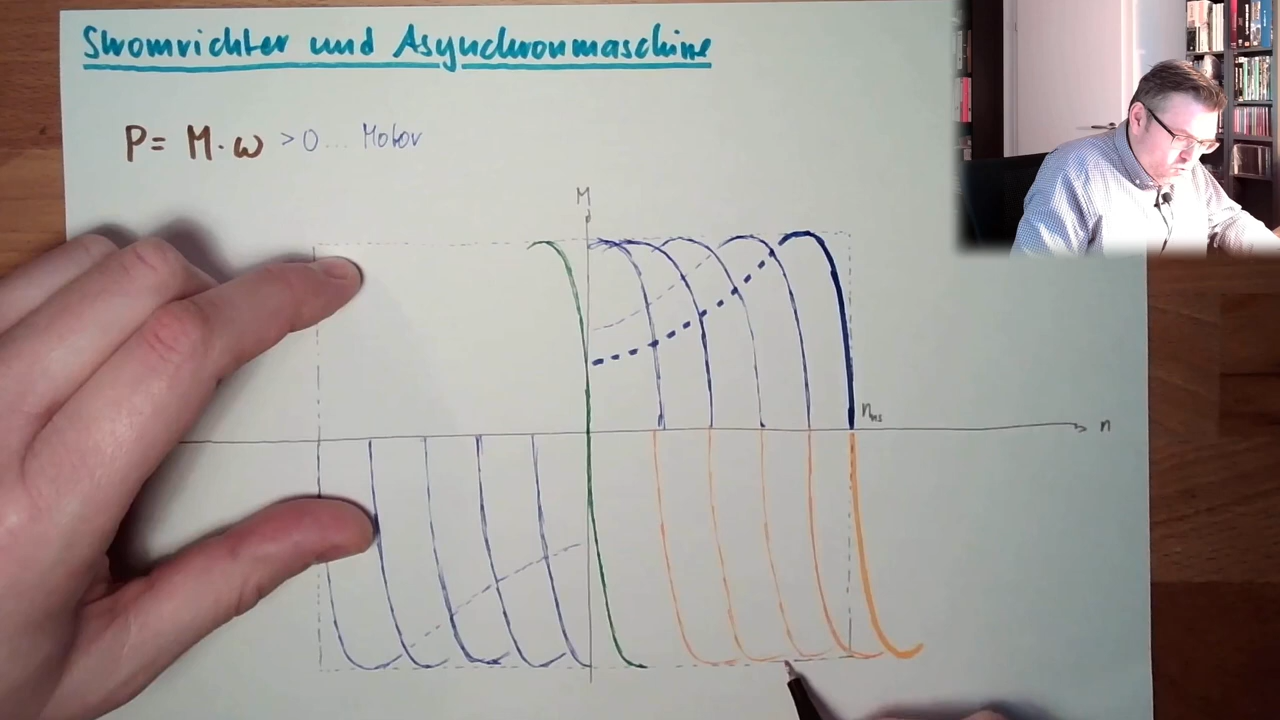 Stromrichter und Asynchronmaschine
P = M · ω > 0 ... Motor
M
n